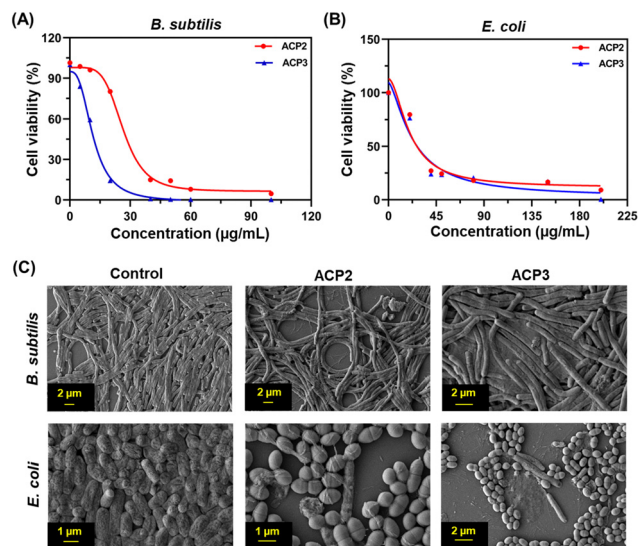 (A)
B. subtilis
ACP2
ACP3
Cell viability (%)
120
90
60
30
0
0 30 60 90 120
Concentration (µg/mL)
(B)
E. coli
ACP2
ACP3
Cell viability (%)
150
100
50
25
0
0 45 90 135 180 225
Concentration (µg/mL)
(C)
Control ACP2 ACP3
B. subtilis
2 µm 2 µm 2 µm
E. coli
1 µm 1 µm 2 µm